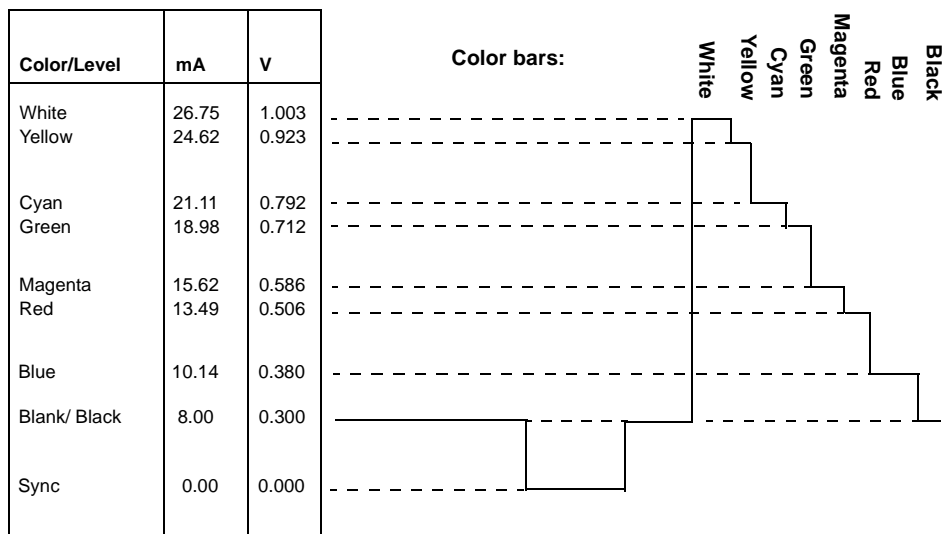 Color/Level mA V
White 26.75 1.003
Yellow 24.62 0.923
Cyan 21.11 0.792
Green 18.98 0.712
Magenta 15.62 0.586
Red 13.49 0.506
Blue 10.14 0.380
Blank/ Black 8.00 0.300
Sync 0.00 0.000
Color bars:
White
Yellow
Cyan
Green
Magenta
Red
Blue
Black